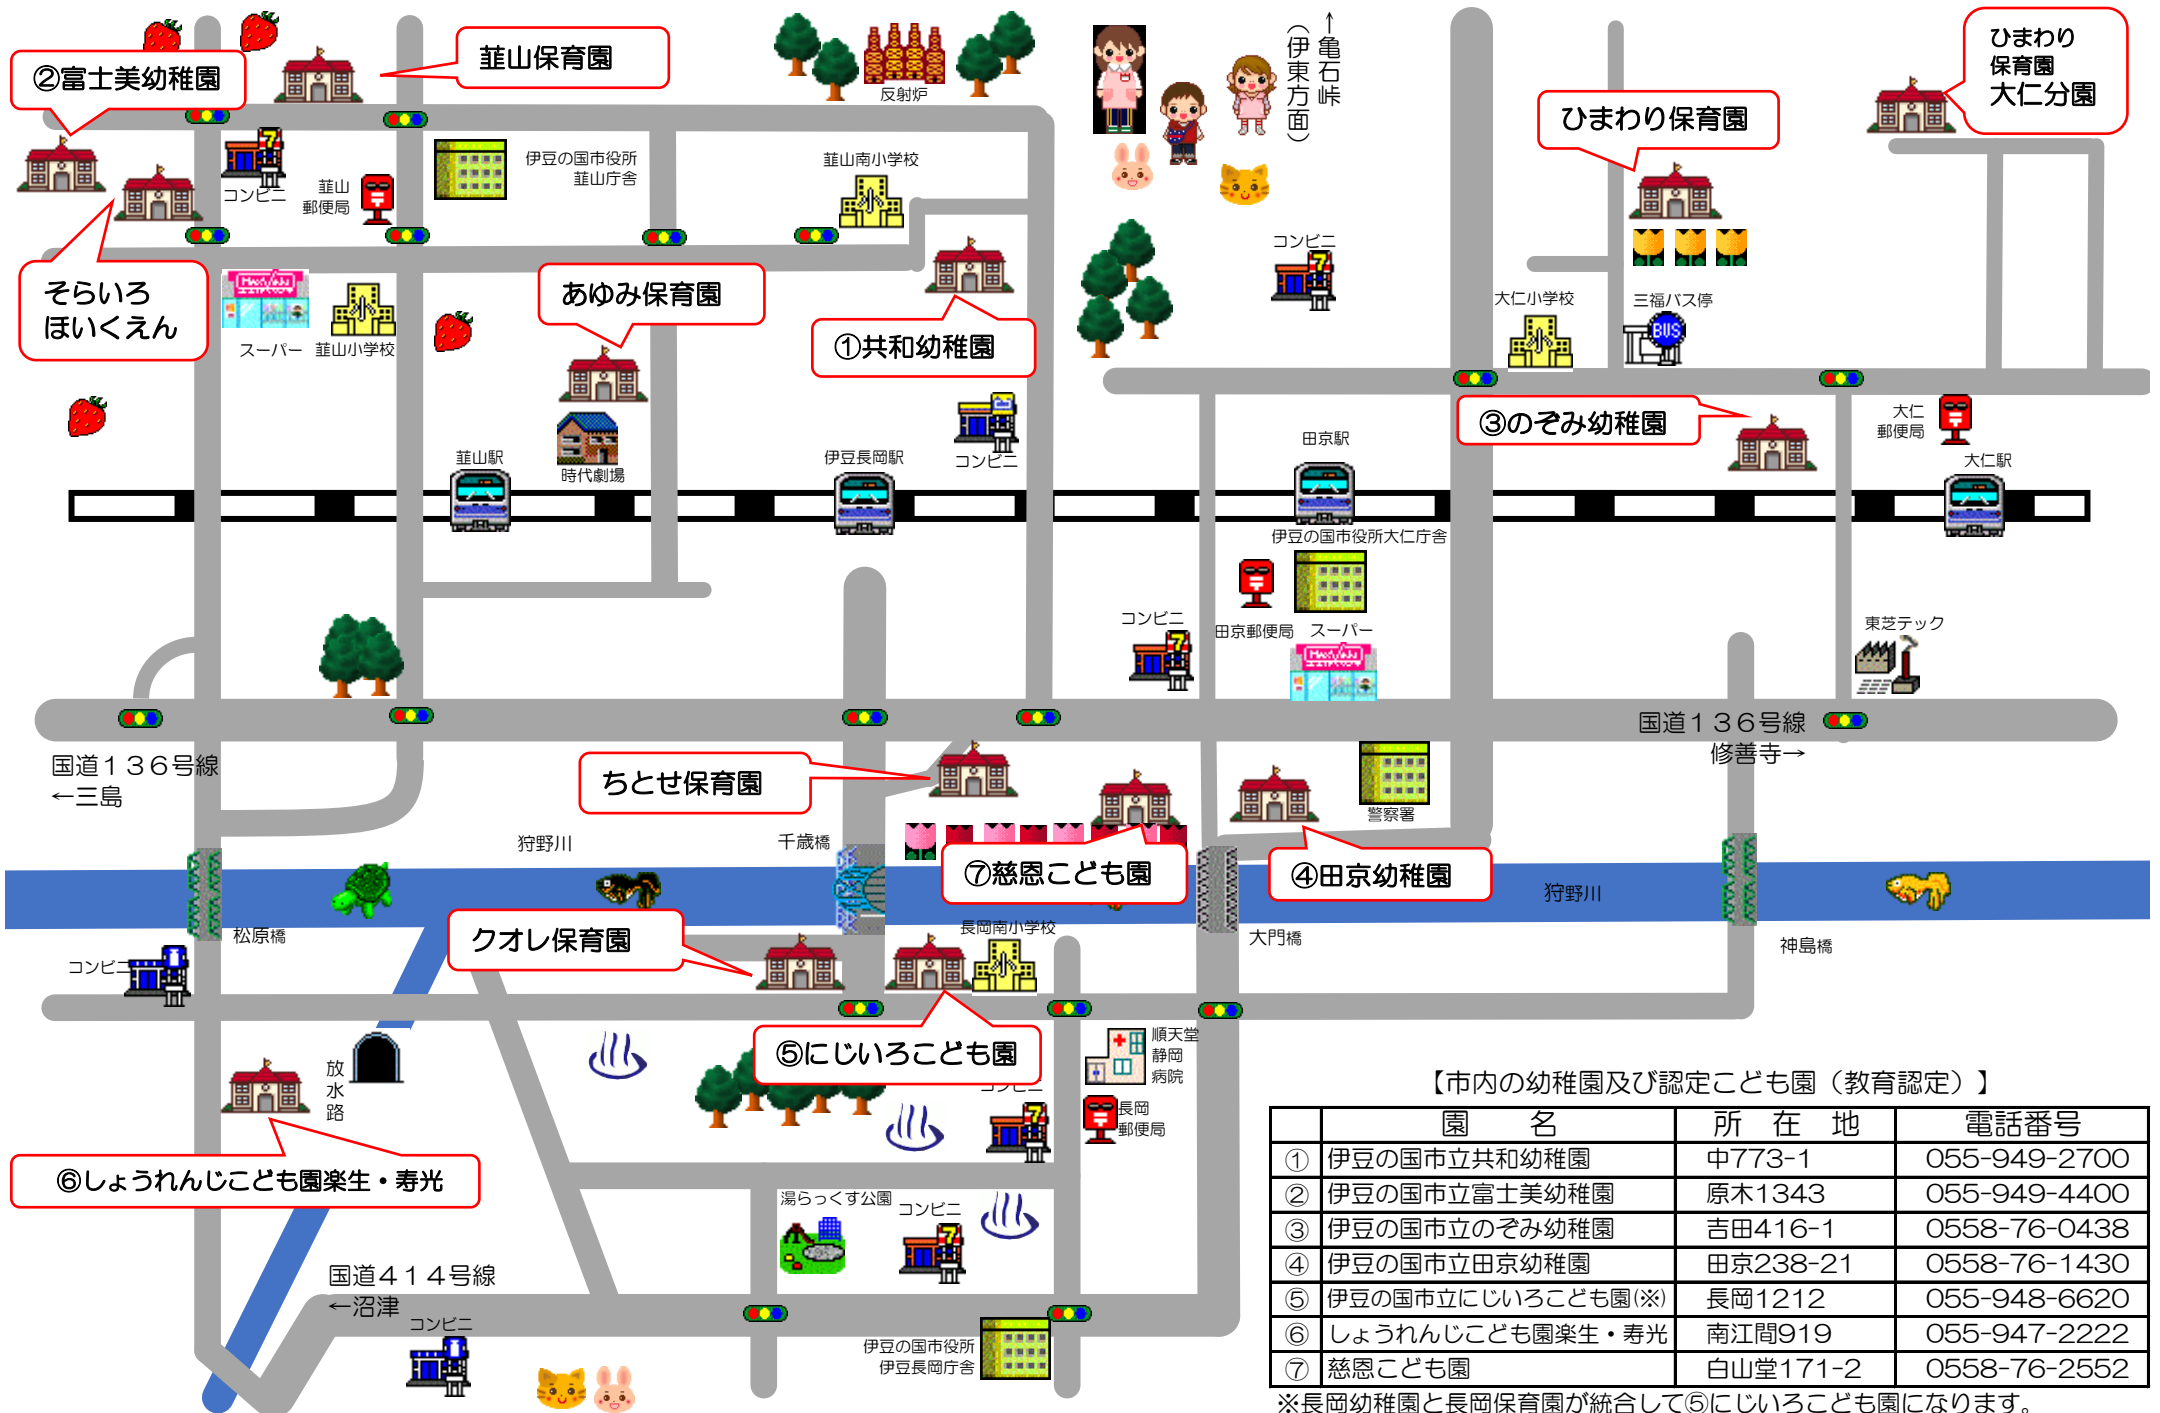 ②富士美幼稚園
韮山保育園
反射炉
↑亀石峠
（伊東方面）
ひまわり保育園
ひまわり
保育園
大仁分園
コンビニ
韮山
郵便局
伊豆の国市役所
韮山庁舎
韮山南小学校
コンビニ
そらいろ
ほいくえん
スーパー
韮山小学校
あゆみ保育園
①共和幼稚園
大仁小学校
三福バス停
BUS
③のぞみ幼稚園
大仁
郵便局
時代劇場
コンビニ
韮山駅
伊豆長岡駅
田京駅
大仁駅
伊豆の国市役所大仁庁舎
コンビニ
田京郵便局
スーパー
東芝テック
国道１３６号線
←三島
国道１３６号線
修善寺→
ちとせ保育園
警察署
狩野川
千歳橋
⑦慈恩こども園
④田京幼稚園
狩野川
松原橋
クオレ保育園
長岡南小学校
大門橋
神島橋
コンビニ
放水路
⑤にじいろこども園
順天堂
静岡
病院
コンビニ
長岡
郵便局
⑥しょうれんじこども園楽生・寿光
湯らっくす公園
コンビニ
国道４１４号線
←沼津
コンビニ
伊豆の国市役所
伊豆長岡庁舎
【市内の幼稚園及び認定こども園（教育認定）】
園　名　所　在　地　電話番号
① 伊豆の国市立共和幼稚園 中773-1 055-949-2700
② 伊豆の国市立富士美幼稚園 原木1343 055-949-4400
③ 伊豆の国市立のぞみ幼稚園 吉田416-1 0558-76-0438
④ 伊豆の国市立田京幼稚園 田京238-21 0558-76-1430
⑤ 伊豆の国市立にじいろこども園(※) 長岡1212 055-948-6620
⑥ しょうれんじこども園楽生・寿光 南江間919 055-947-2222
⑦ 慈恩こども園 白山堂171-2 0558-76-2552
※長岡幼稚園と長岡保育園が統合して⑤にじいろこども園になります。